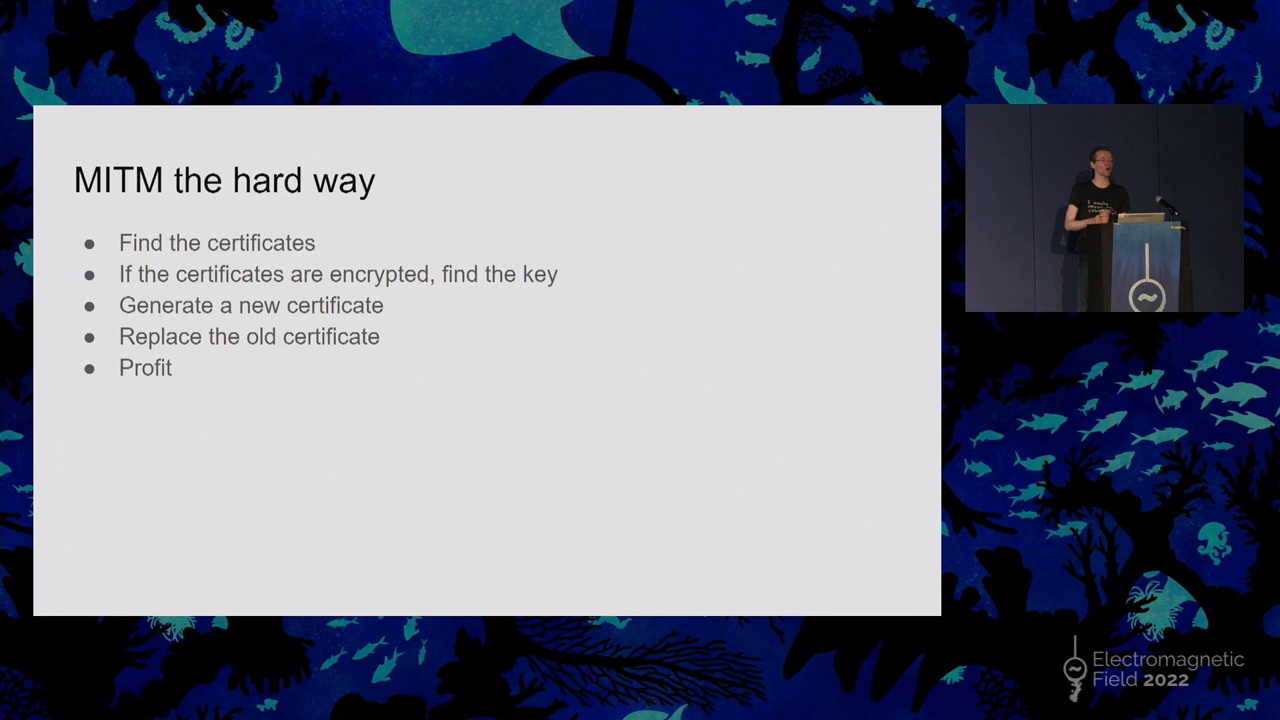 MITM the hard way
● Find the certificates
● If the certificates are encrypted, find the key
● Generate a new certificate
● Replace the old certificate
● Profit
I would
Electromagnetic
Field 2022